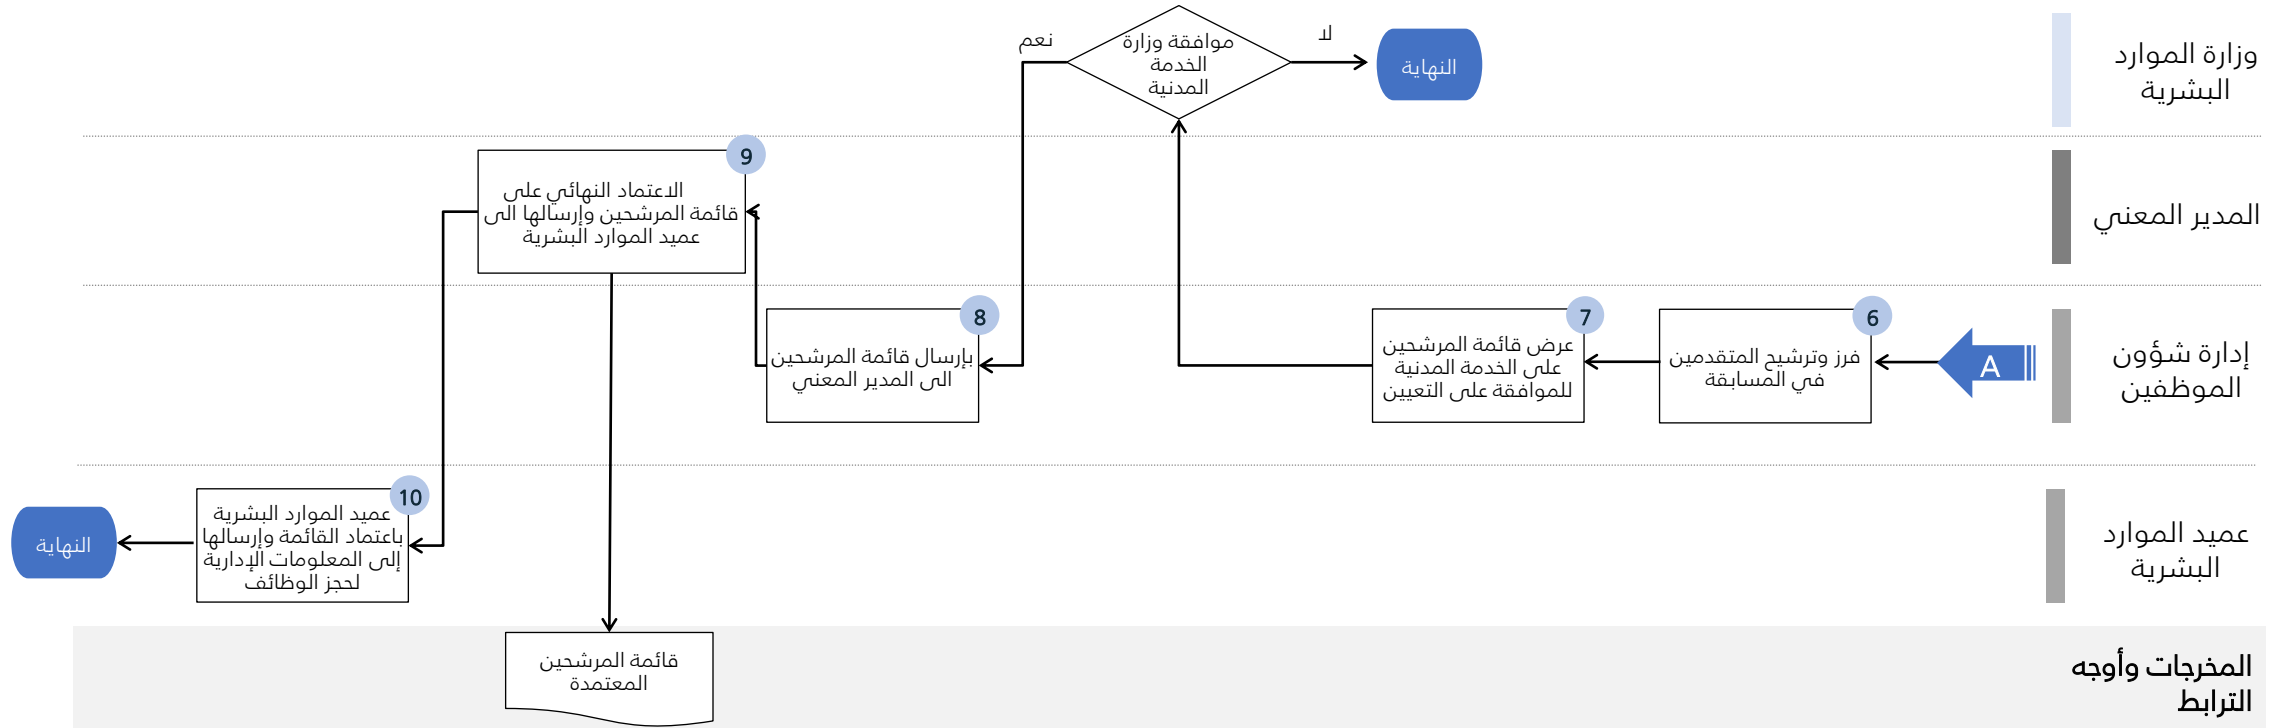 وزارة الموارد
البشرية
النهاية
لا
موافقة وزارة
الخدمة
المدنية
نعم
المدير المعني
9
الاعتماد النهائي على
قائمة المرشحين وإرسالها الى
عميد الموارد البشرية
إدارة شؤون
الموظفين
A
6
فرز وترشيح المتقدمين
في المسابقة
7
عرض قائمة المرشحين
على الخدمة المدنية
للموافقة على التعيين
8
بإرسال قائمة المرشحين
الى المدير المعني
عميد الموارد
البشرية
10
عميد الموارد البشرية
باعتماد القائمة وإرسالها
إلى المعلومات الإدارية
لحجز الوظائف
النهاية
المخرجات وأوجه
الترابط
قائمة المرشحين
المعتمدة